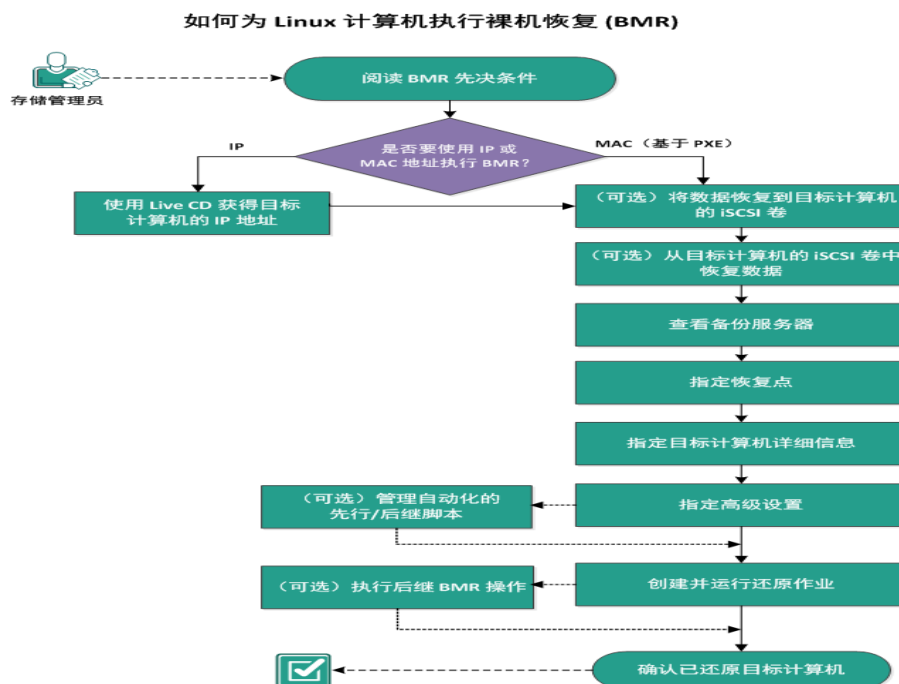 如何为 Linux 计算机执行裸机恢复 (BMR)
存储管理员
阅读 BMR 先决条件
是否要使用 IP 或
MAC 地址执行 BMR？
IP
MAC（基于 PXE）
使用 Live CD 获得目标
计算机的 IP 地址
（可选）将数据恢复到目标计算机
的 iSCSI 卷
（可选）从目标计算机的 iSCSI 卷中
恢复数据
查看备份服务器
指定恢复点
指定目标计算机详细信息
（可选）管理自动化的
先行/后继脚本
指定高级设置
（可选）执行后继 BMR 操作
创建并运行还原作业
确认已还原目标计算机